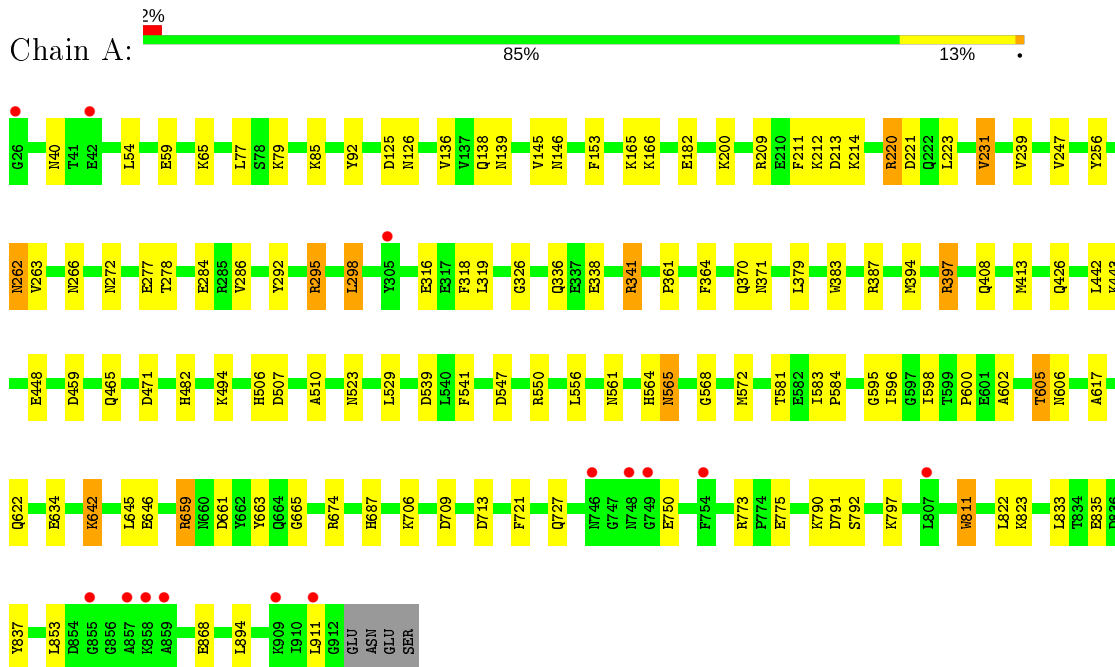 2%
Chain A:
85% 13% •
G26 N40 T41 E42 L54 E59 K65 L77 S78 K79 K85 Y92 D125 N126 V136 V137 Q138 N139 V145 N146 F153 K165 K166 E182 K200 R209 E210 F211 K212 D213 K214 R220 D221 Q222 L223 V231 V239 V247 Y256
N262 V263 N266 N272 E277 T278 E284 R285 V286 Y292 R295 L298 Y305 E316 E317 F318 L319 G326 Q336 E337 E338 R341 P361 F364 Q370 N371 L379 W383 R387 M394 R397 Q408 M413 Q426 L442 K443
E448 D459 Q465 D471 H482 K494 H506 D507 A510 N523 L529 D539 L540 F541 D547 R550 L556 N561 H564 N565 G568 M572 T581 E582 I583 P584 G595 I596 G597 I598 T599 P600 E601 A602 T605 N606 A617
Q622 E634 K642 L645 E646 R659 N660 D661 Y662 Y663 Q664 G665 R674 H687 K706 D709 D713 F721 Q727 N746 G747 N748 G749 E750 F754 R773 P774 E775 K790 D791 S792 K797 L807 W811 L822 K823 L833 T834 E835 D836
Y837 L853 D854 G855 G856 A857 K858 A859 E868 L894 K909 I910 L911 G912 GLU ASN GLU SER